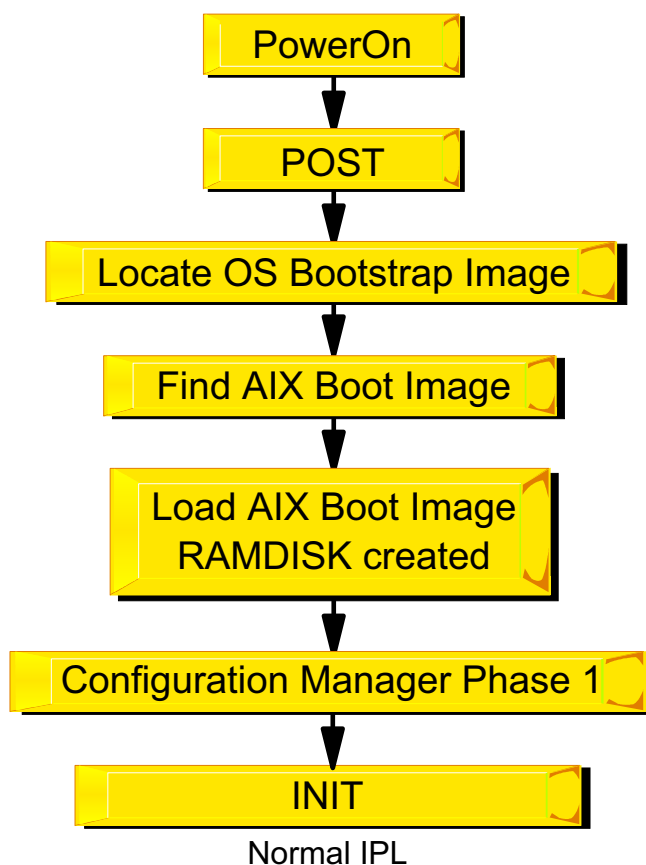 PowerOn
POST
Locate OS Bootstrap Image
Find AIX Boot Image
Load AIX Boot Image
RAMDISK created
Configuration Manager Phase 1
INIT
Normal IPL